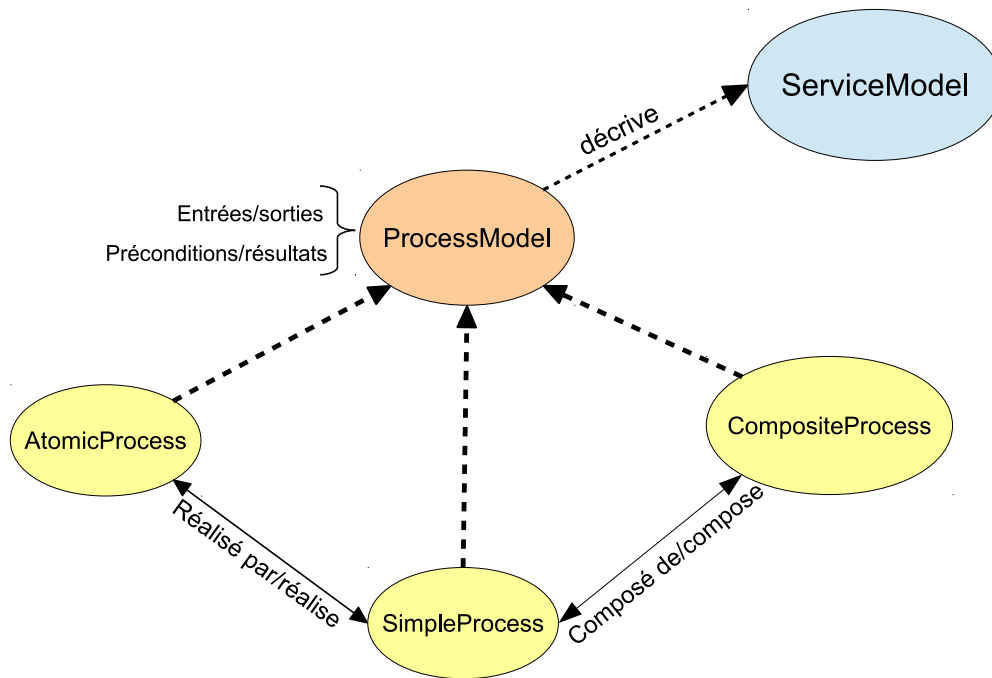 ServiceModel
décrive
Entrées/sorties
ProcessModel
Préconditions/résultats
AtomicProcess
CompositeProcess
Réalisé par/réalise
Composé de/compose
SimpleProcess